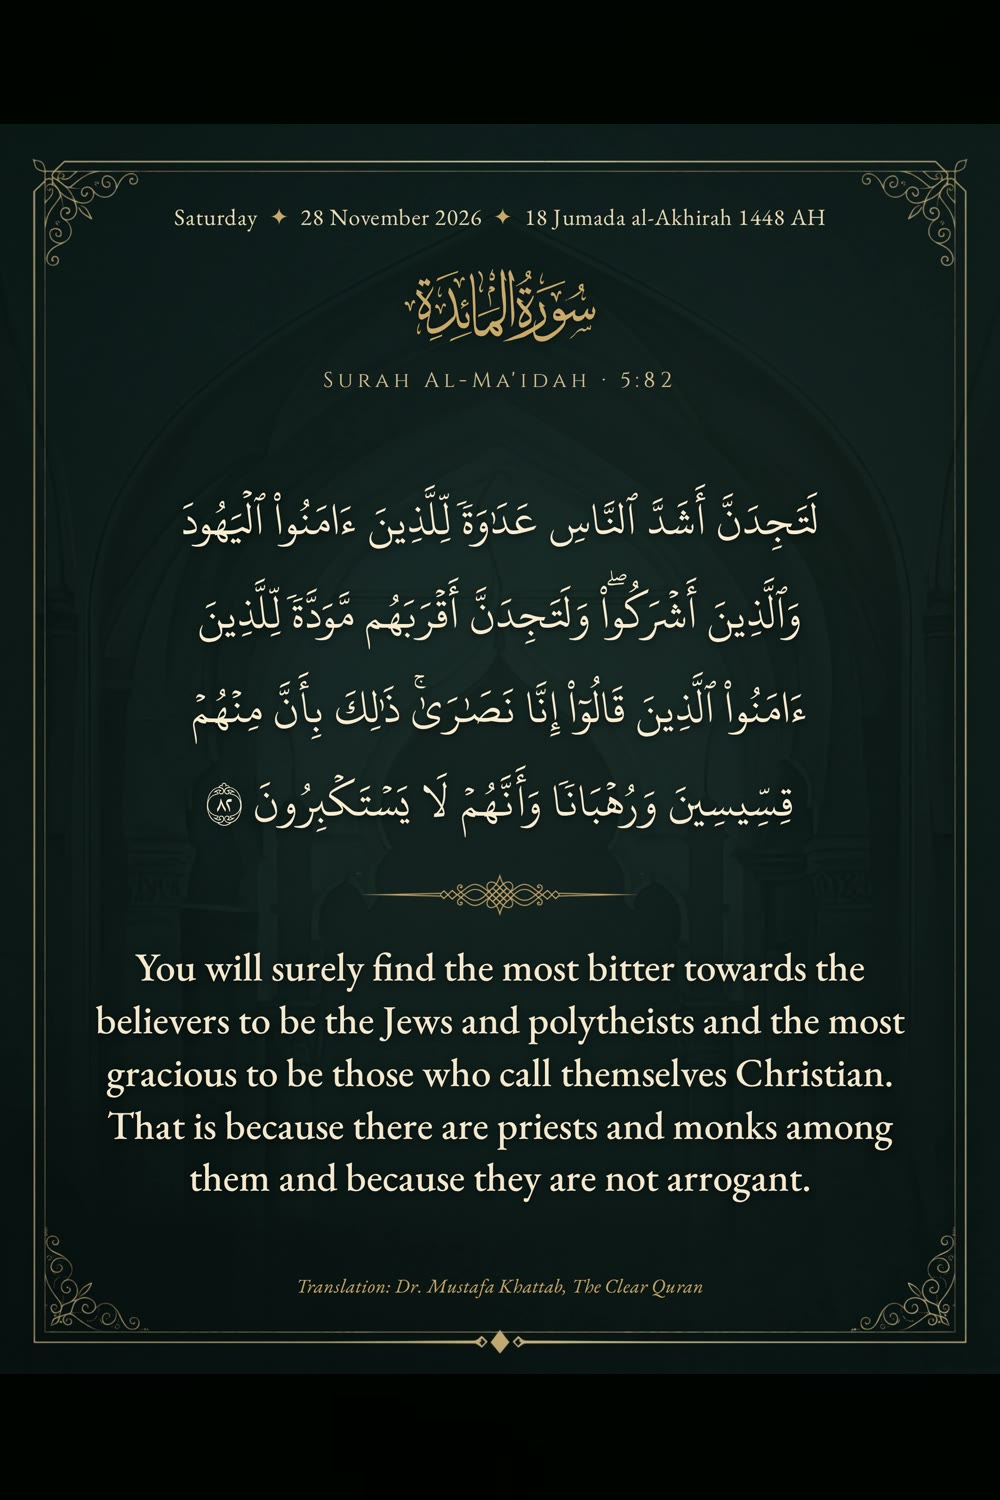 Saturday ✦ 28 November 2026 ✦ 18 Jumada al-Akhirah 1448 AH
سُورَةُ المَائِدَةِ
SURAH AL-MA'IDAH · 5:82
لَتَجِدَنَّ أَشَدَّ ٱلنَّاسِ عَدَٰوَةٗ لِّلَّذِينَ ءَامَنُواْ ٱلۡيَهُودَ
وَٱلَّذِينَ أَشۡرَكُواْۖ وَلَتَجِدَنَّ أَقۡرَبَهُم مَّوَدَّةٗ لِّلَّذِينَ
ءَامَنُواْ ٱلَّذِينَ قَالُوٓاْ إِنَّا نَصَٰرَىٰۚ ذَٰلِكَ بِأَنَّ مِنۡهُمۡ
قِسِّيسِينَ وَرُهۡبَانٗا وَأَنَّهُمۡ لَا يَسۡتَكۡبِرُونَ ٨٢
You will surely find the most bitter towards the
believers to be the Jews and polytheists and the most
gracious to be those who call themselves Christian.
That is because there are priests and monks among
them and because they are not arrogant.
Translation: Dr. Mustafa Khattab, The Clear Quran